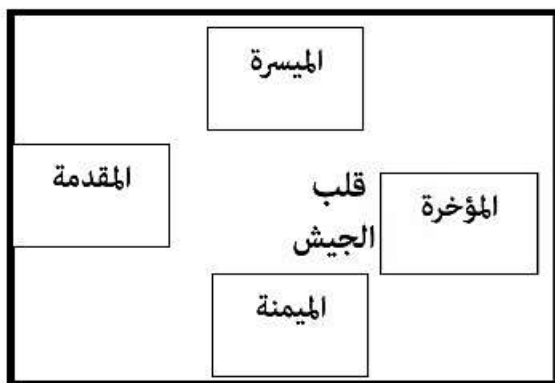 الميسرة
المقدمة
قلب
الجيش
المؤخرة
الميمنة